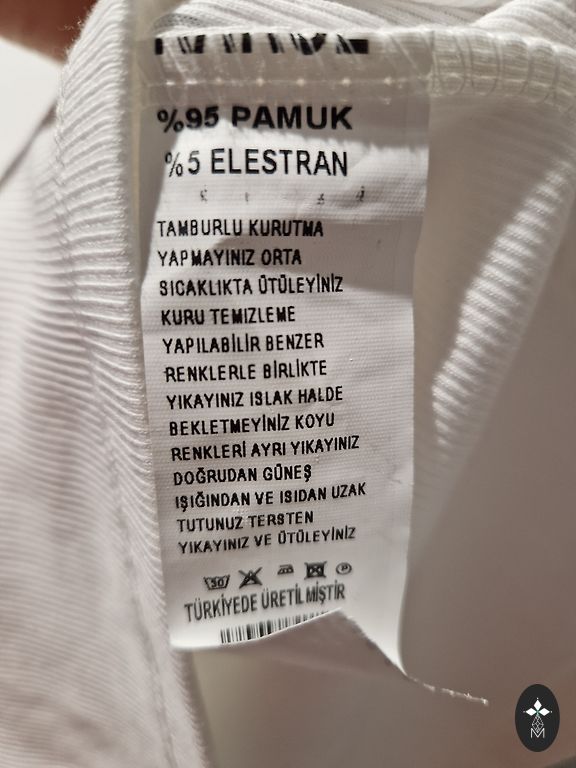 %95 PAMUK
%5 ELESTRAN
TAMBURLU KURUTMA
YAPMAYINIZ ORTA
SICAKLIKTA ÜTÜLEYİNİZ
KURU TEMİZLEME
YAPILABİLİR BENZER
RENKLERLE BİRLİKTE
YIKAYINIZ ISLAK HALDE
BEKLETMEYİNİZ KOYU
RENKLERİ AYRI YIKAYINIZ
DOĞRUDAN GÜNEŞ
IŞIĞINDAN VE ISIDAN UZAK
TUTUNUZ TERSTEN
YIKAYINIZ VE ÜTÜLEYİNİZ
30 P
TÜRKİYEDE ÜRETİLMİŞTİR
M